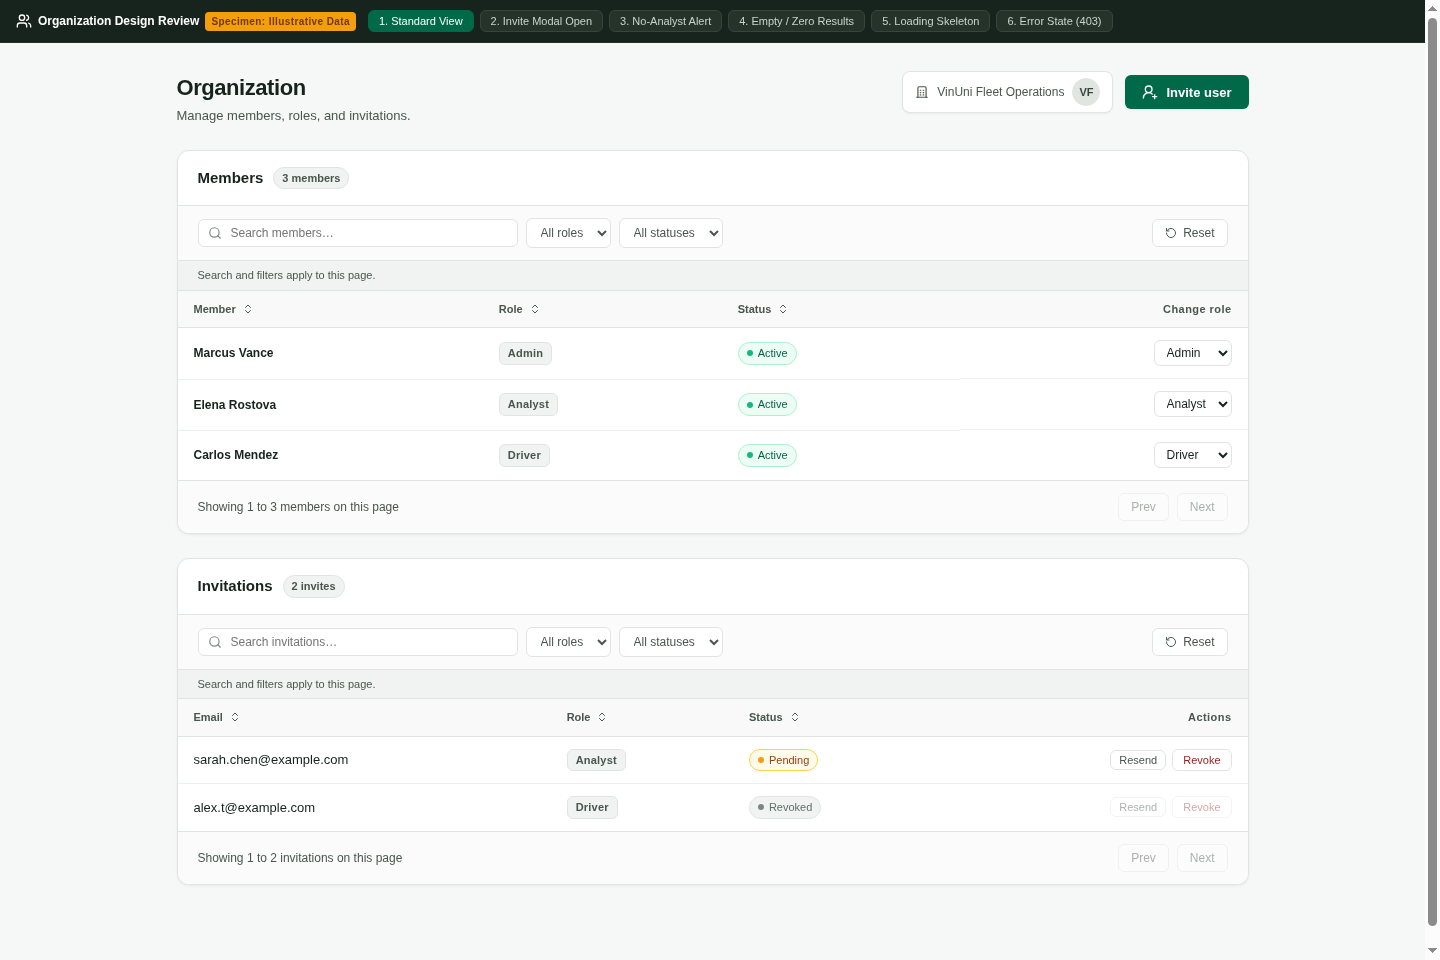 Organization Design Review Specimen: Illustrative Data 1. Standard View 2. Invite Modal Open 3. No-Analyst Alert 4. Empty / Zero Results 5. Loading Skeleton 6. Error State (403)
Organization
Manage members, roles, and invitations.
VinUni Fleet Operations VF Invite user
Members 3 members
Search members… All roles All statuses Reset
Search and filters apply to this page.
Member Role Status Change role
Marcus Vance Admin Active Admin
Elena Rostova Analyst Active Analyst
Carlos Mendez Driver Active Driver
Showing 1 to 3 members on this page Prev Next
Invitations 2 invites
Search invitations… All roles All statuses Reset
Search and filters apply to this page.
Email Role Status Actions
sarah.chen@example.com Analyst Pending Resend Revoke
alex.t@example.com Driver Revoked Resend Revoke
Showing 1 to 2 invitations on this page Prev Next